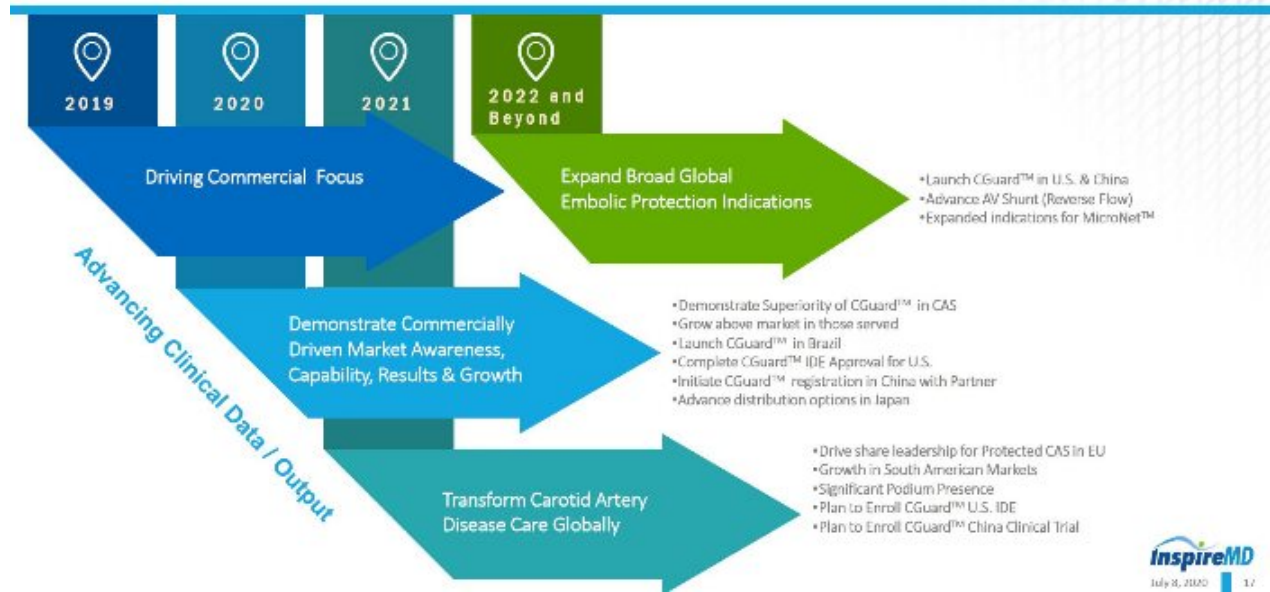 2019
2020
2021
2022 and
Beyond
Driving Commercial Focus
Expand Broad Global
Embolic Protection Indications
•Launch CGuard™ in U.S. & China
•Advance AV Shunt (Reverse Flow)
•Expanded indications for MicroNet™
Advancing Clinical Data / Output
Demonstrate Commercially
Driven Market Awareness,
Capability, Results & Growth
•Demonstrate Superiority of CGuard™ in CAS
•Grow above market in those served
•Launch CGuard™ in Brazil
•Complete CGuard™ IDE Approval for U.S.
•Initiate CGuard™ registration in China with Partner
•Advance distribution options in Japan
Transform Carotid Artery
Disease Care Globally
•Drive share leadership for Protected CAS in EU
•Growth in South American Markets
•Significant Podium Presence
•Plan to Enroll CGuard™ U.S. IDE
•Plan to Enroll CGuard™ China Clinical Trial
InspireMD
July 8, 2020
17